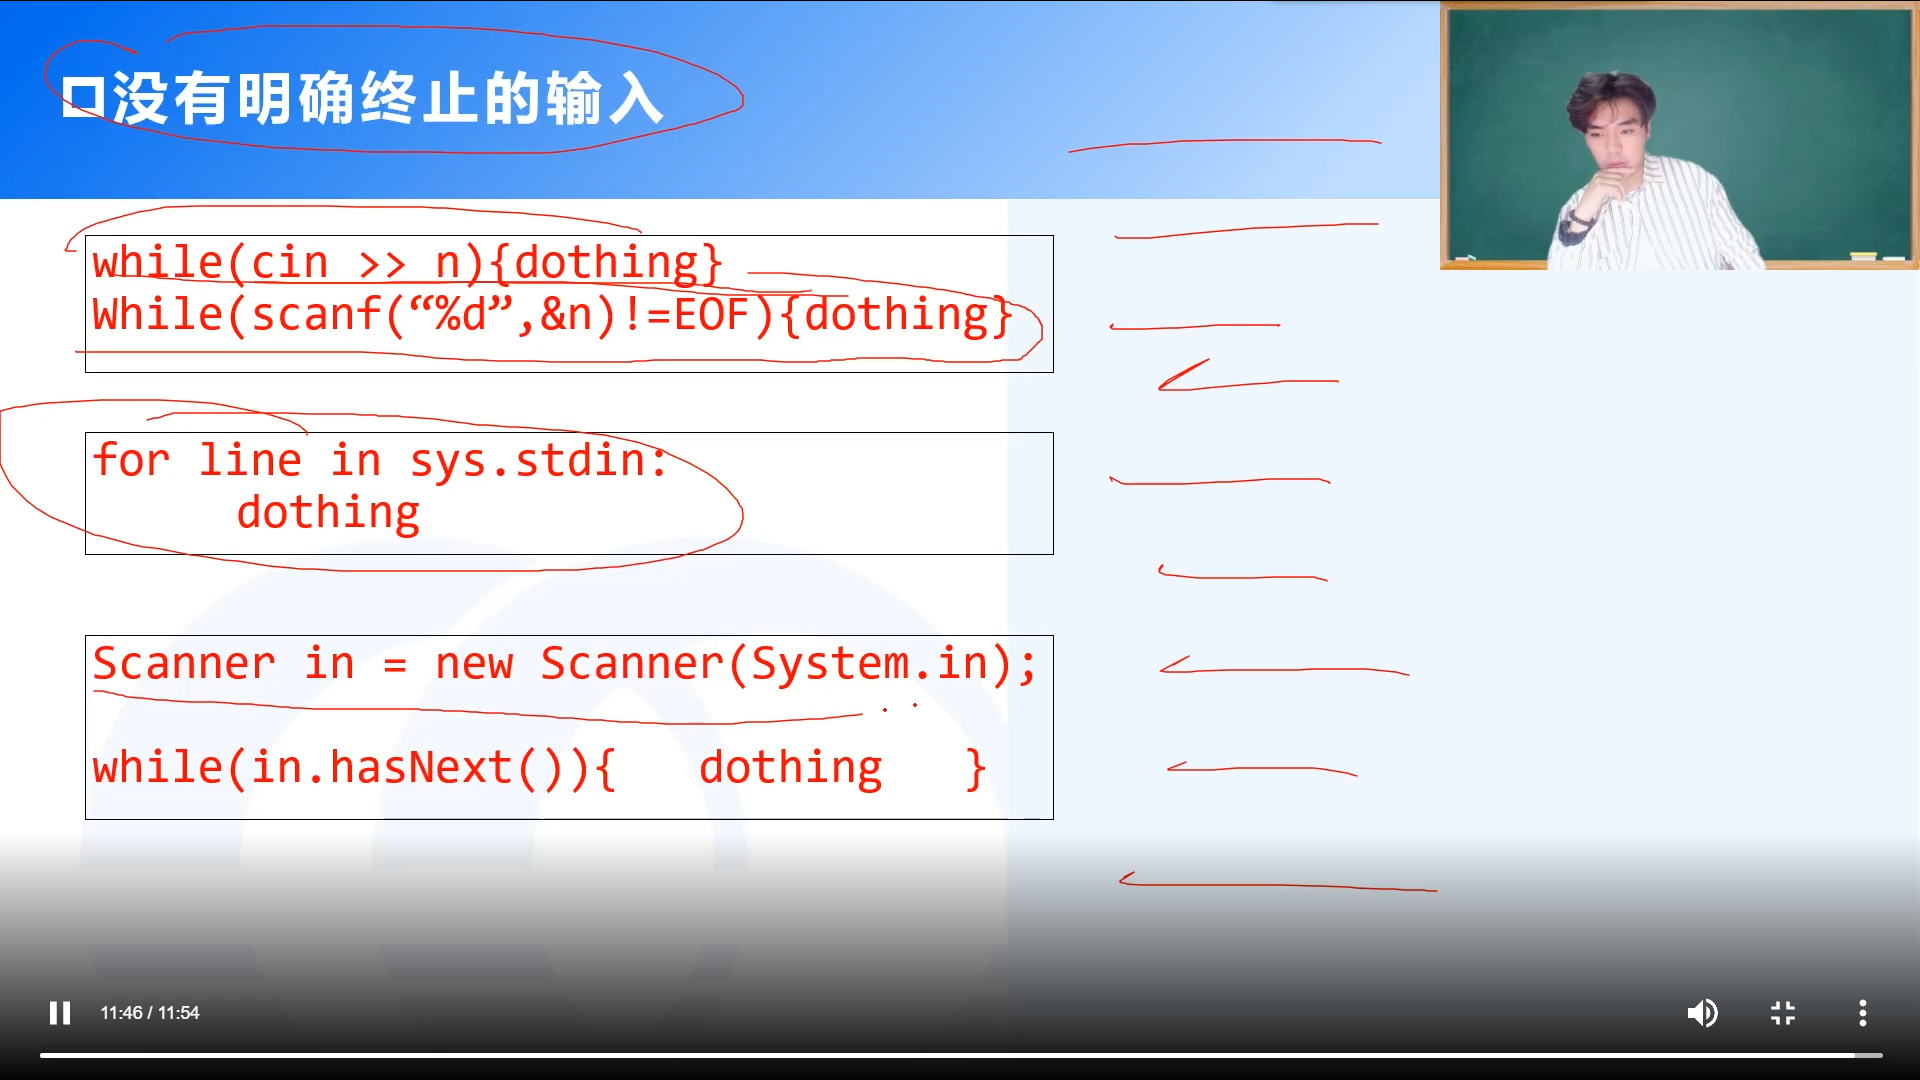 没有明确终止的输入
while(cin >> n){dothing}
While(scanf(“%d”,&n)!=EOF){dothing}
for line in sys.stdin:
dothing
Scanner in = new Scanner(System.in);
while(in.hasNext()){ dothing }
11:46 / 11:54